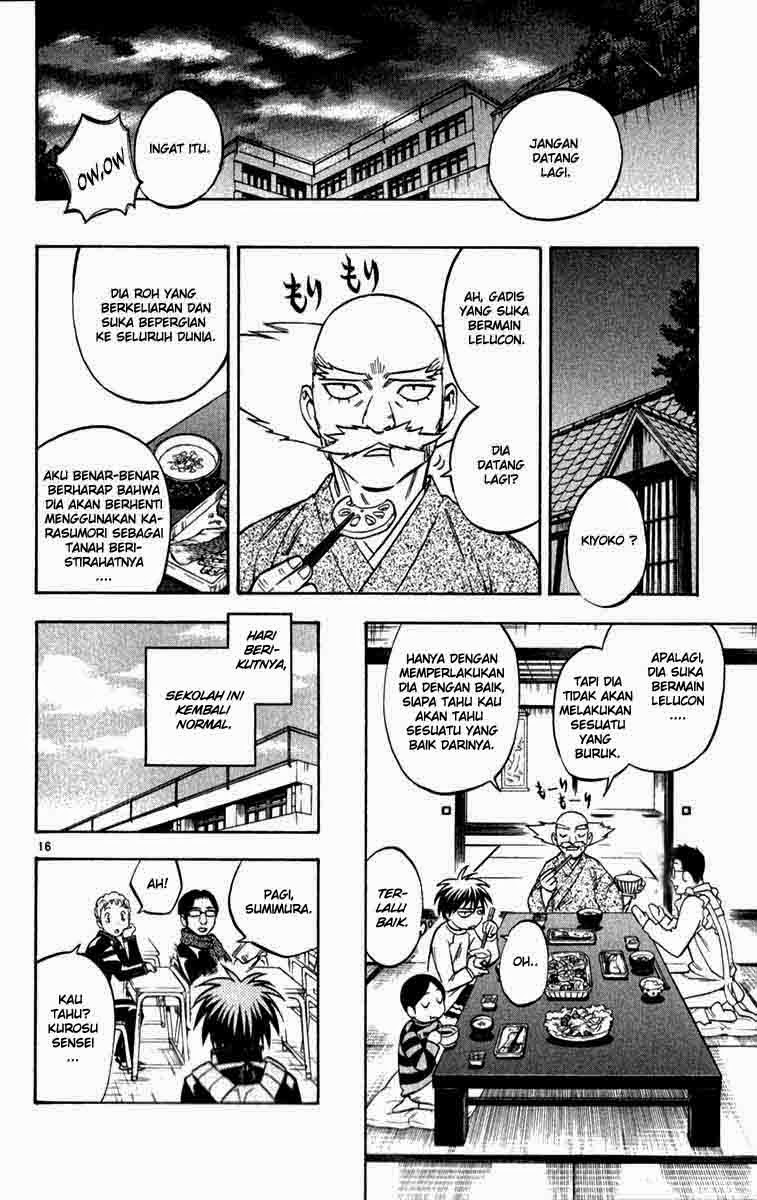 JANGAN
DATANG
LAGI.
INGAT ITU.
OW,OW
KIYOKO ?
AH, GADIS
YANG SUKA
BERMAIN
LELUCON.
DIA
DATANG
LAGI?
もり
もり
DIA ROH YANG
BERKELIARAN DAN
SUKA BEPERGIAN
KE SELURUH DUNIA.
AKU BENAR-BENAR
BERHARAP BAHWA
DIA AKAN BERHENTI
MENGGUNAKAN KA-
RASUMORI SEBAGAI
TANAH BERI-
STIRAHATNYA
....
APALAGI,
DIA SUKA
BERMAIN
LELUCON
....
TAPI DIA
TIDAK AKAN
MELAKUKAN
SESUATU
YANG
BURUK.
HANYA DENGAN
MEMPERLAKUKAN
DIA DENGAN BAIK,
SIAPA TAHU KAU
AKAN TAHU
SESUATU YANG
BAIK DARINYA.
もーり
もーり
TER-
LALU
BAIK.
OH..
HARI
BERI-
KUTNYA,
SEKOLAH INI
KEMBALI
NORMAL.
16
PAGI,
SUMIMURA.
AH!
KAU
TAHU?
KUROSU
SENSEI
...